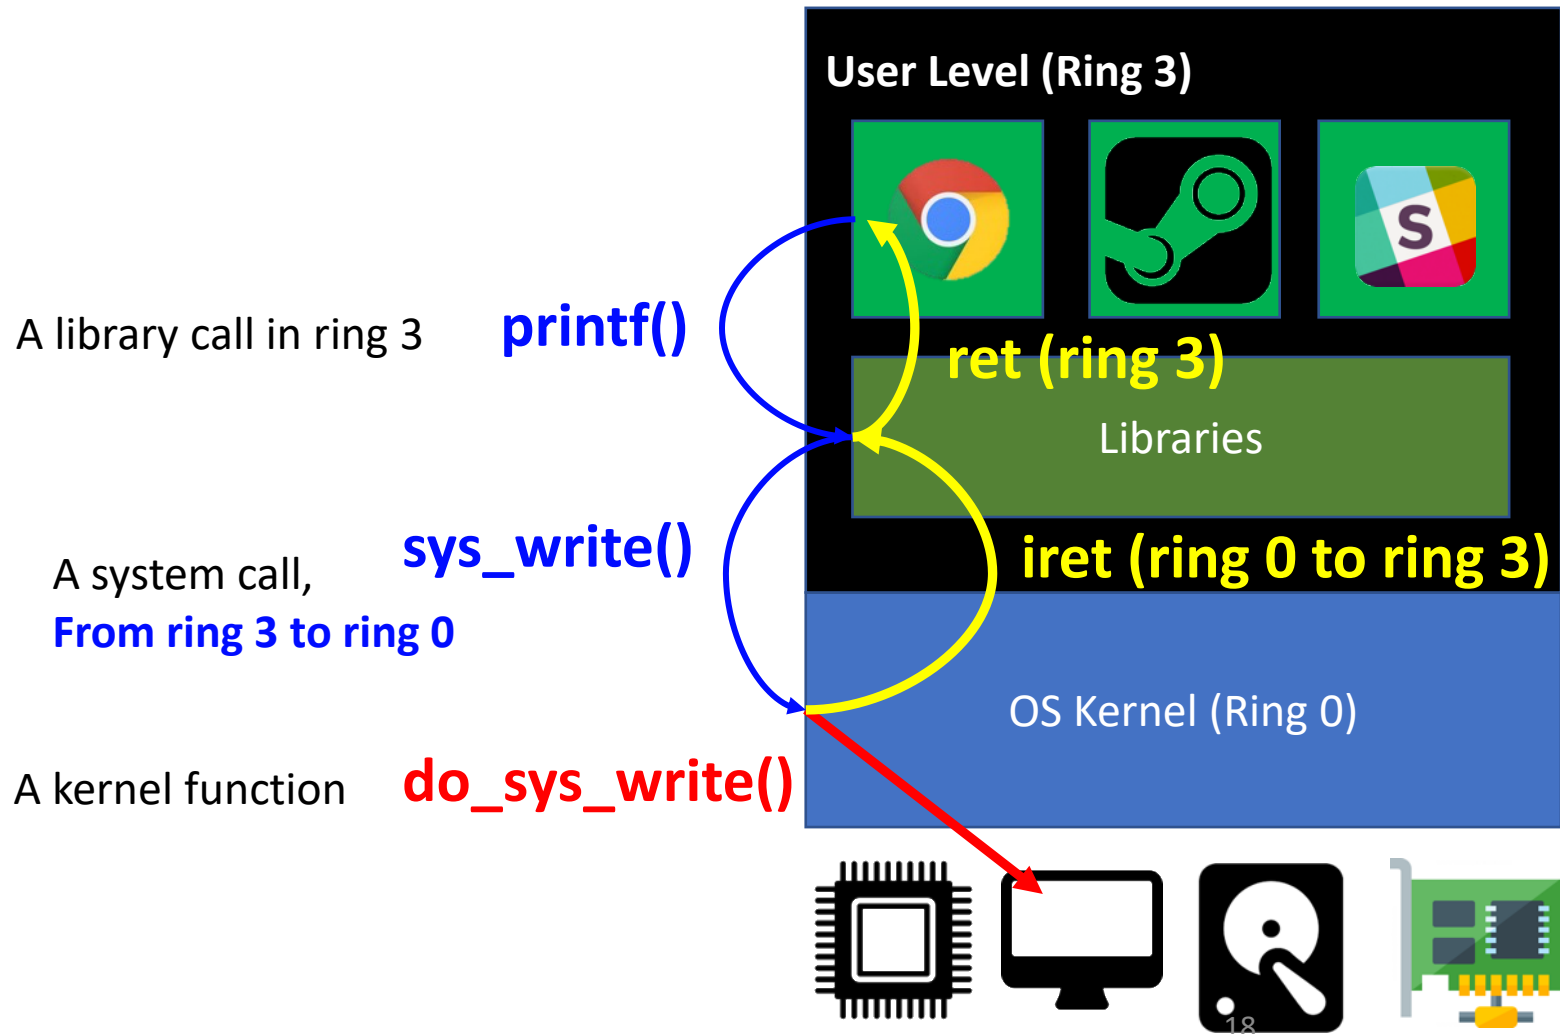 User Level (Ring 3)
S
A library call in ring 3
printf()
ret (ring 3)
Libraries
sys_write()
iret (ring 0 to ring 3)
A system call,
From ring 3 to ring 0
OS Kernel (Ring 0)
A kernel function
do_sys_write()
18